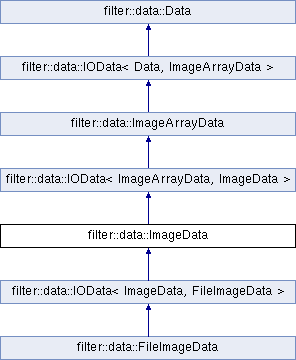 filter::data::Data
filter::data::IOData< Data, ImageArrayData >
filter::data::ImageArrayData
filter::data::IOData< ImageArrayData, ImageData >
filter::data::ImageData
filter::data::IOData< ImageData, FileImageData >
filter::data::FileImageData